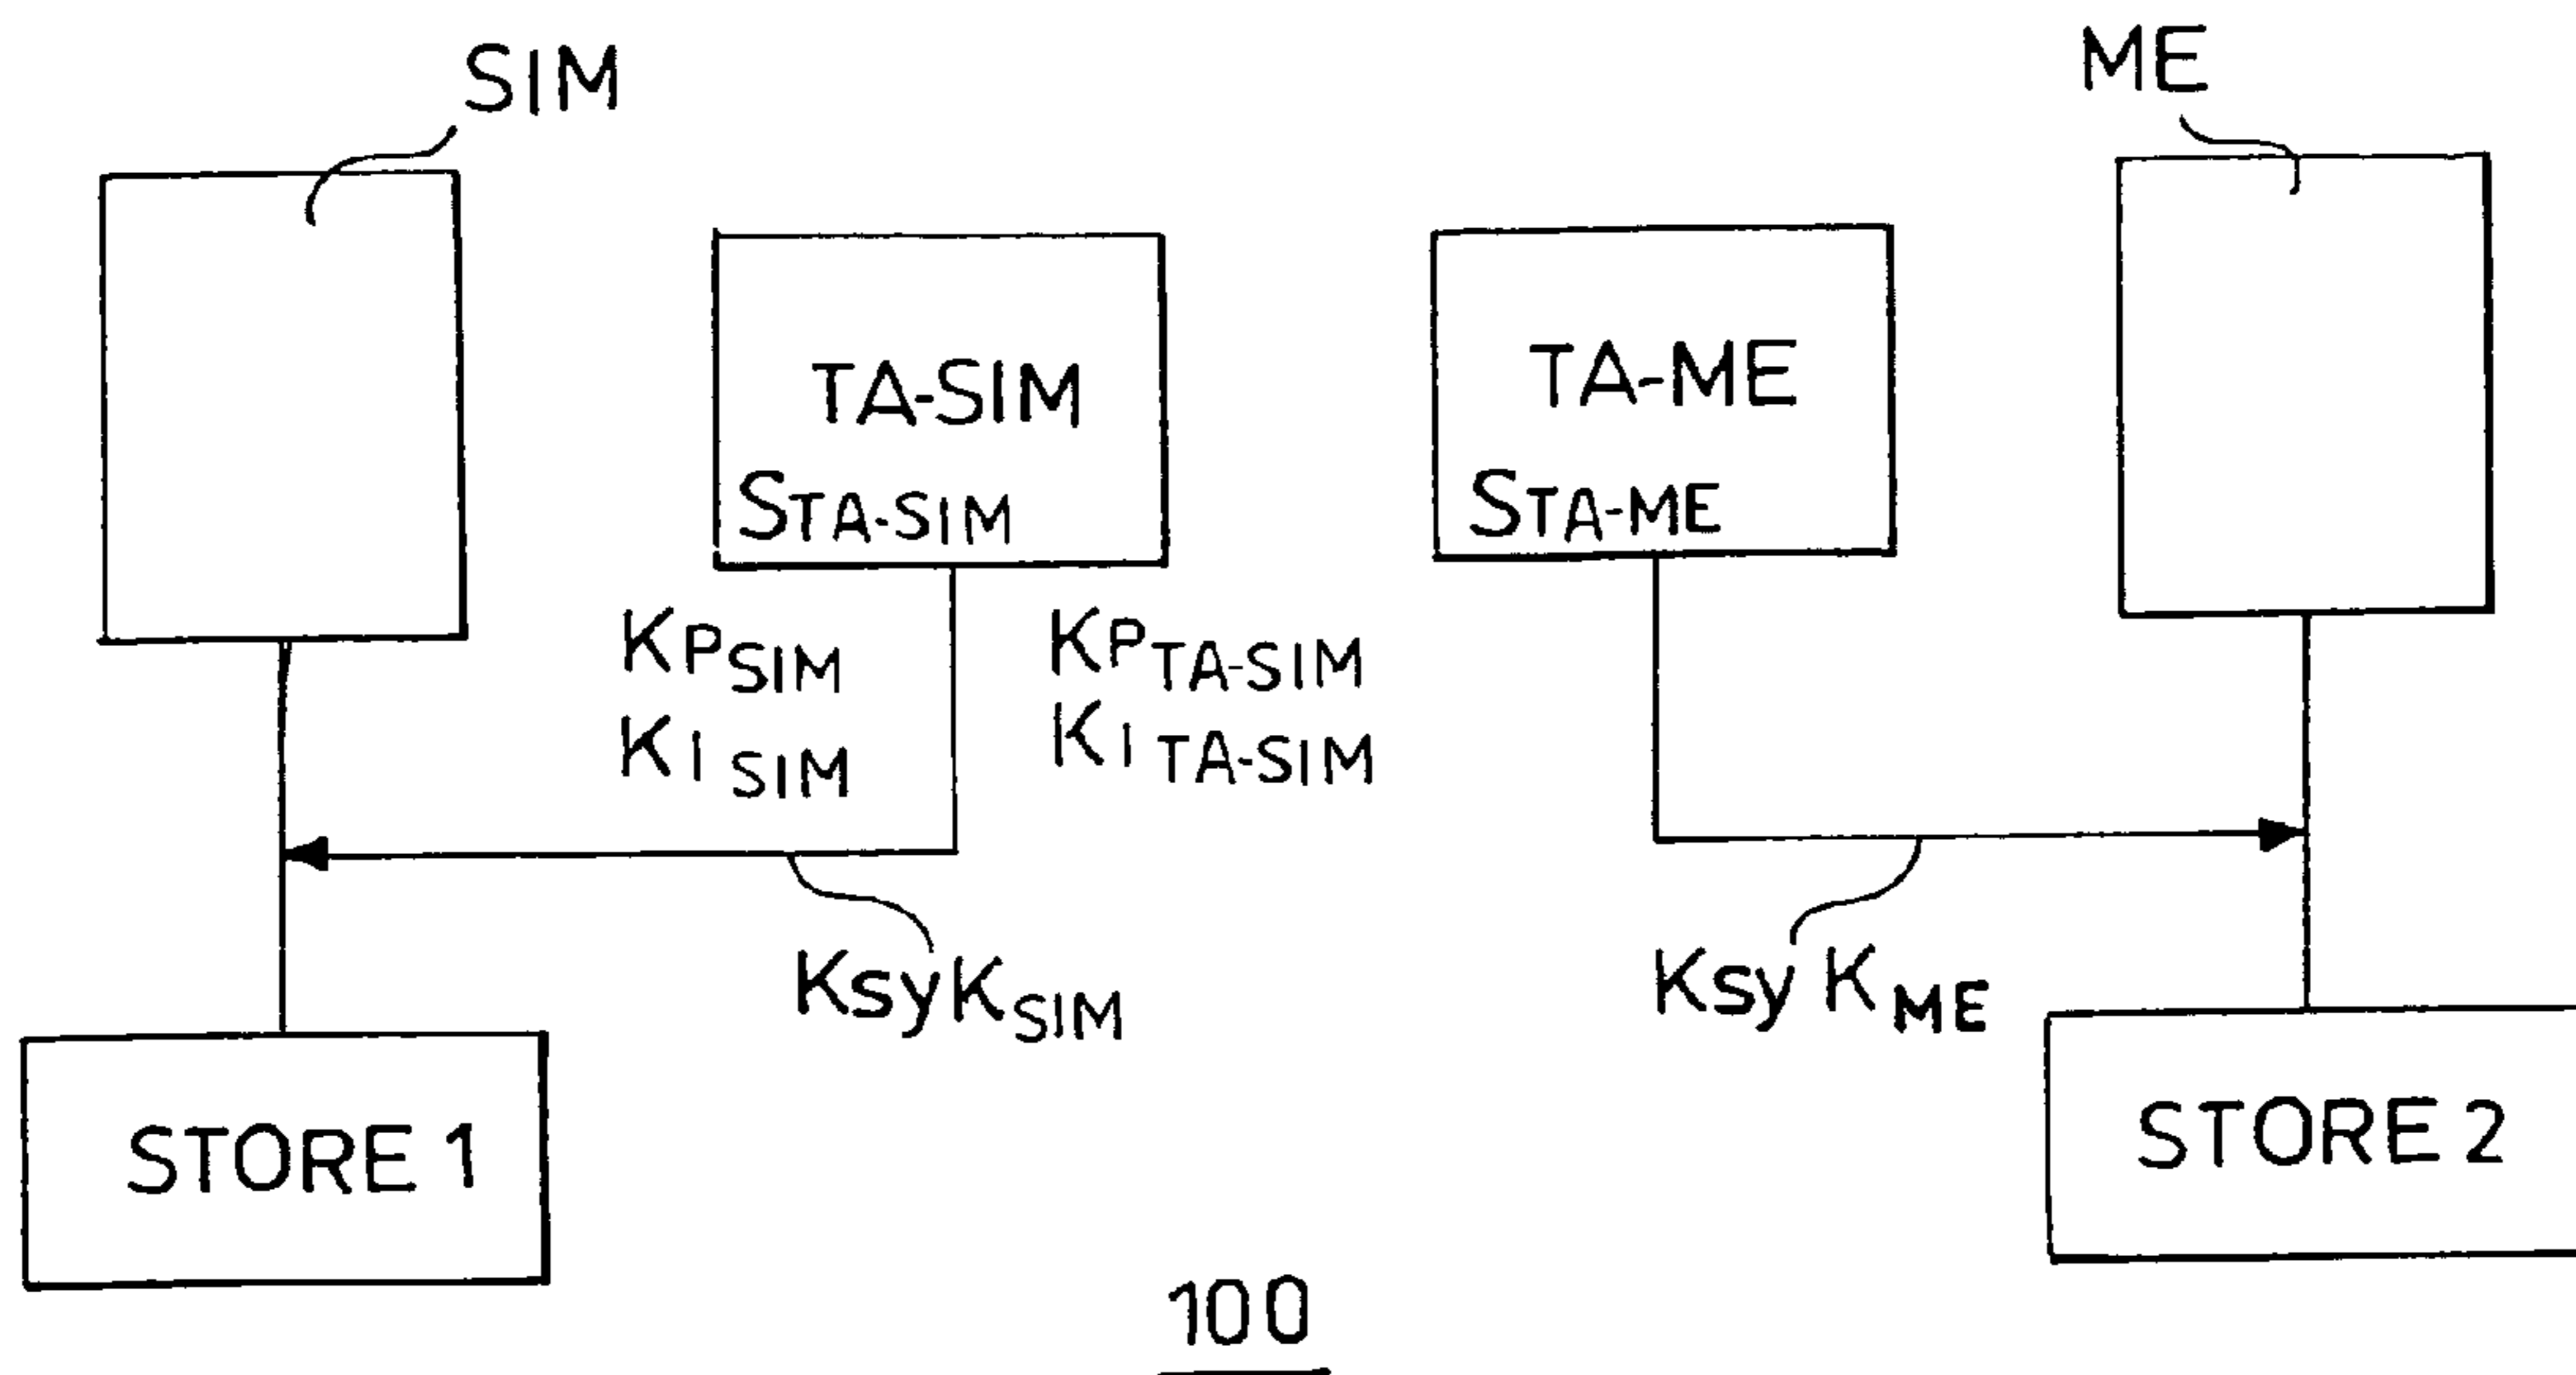 SIM
ME
TA-SIM
STA-SIM
TA-ME
STA-ME
KPSIM
KISIM
KPTA-SIM
KITA-SIM
KsyKSIM
Ksy KME
STORE 1
STORE 2
100